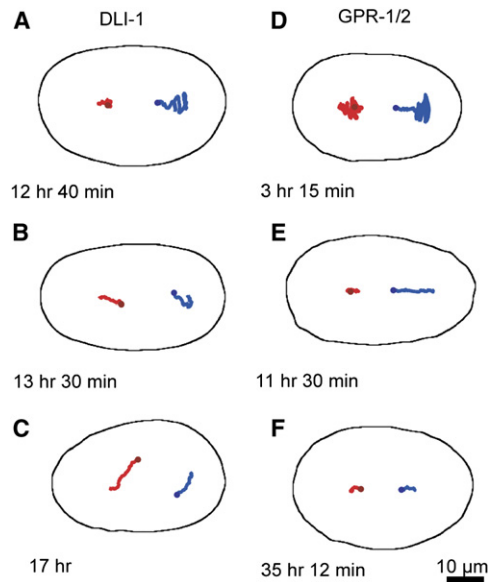 A
DLI-1
D
GPR-1/2
12 hr 40 min
3 hr 15 min
B
E
13 hr 30 min
11 hr 30 min
C
F
17 hr
35 hr 12 min
10 µm